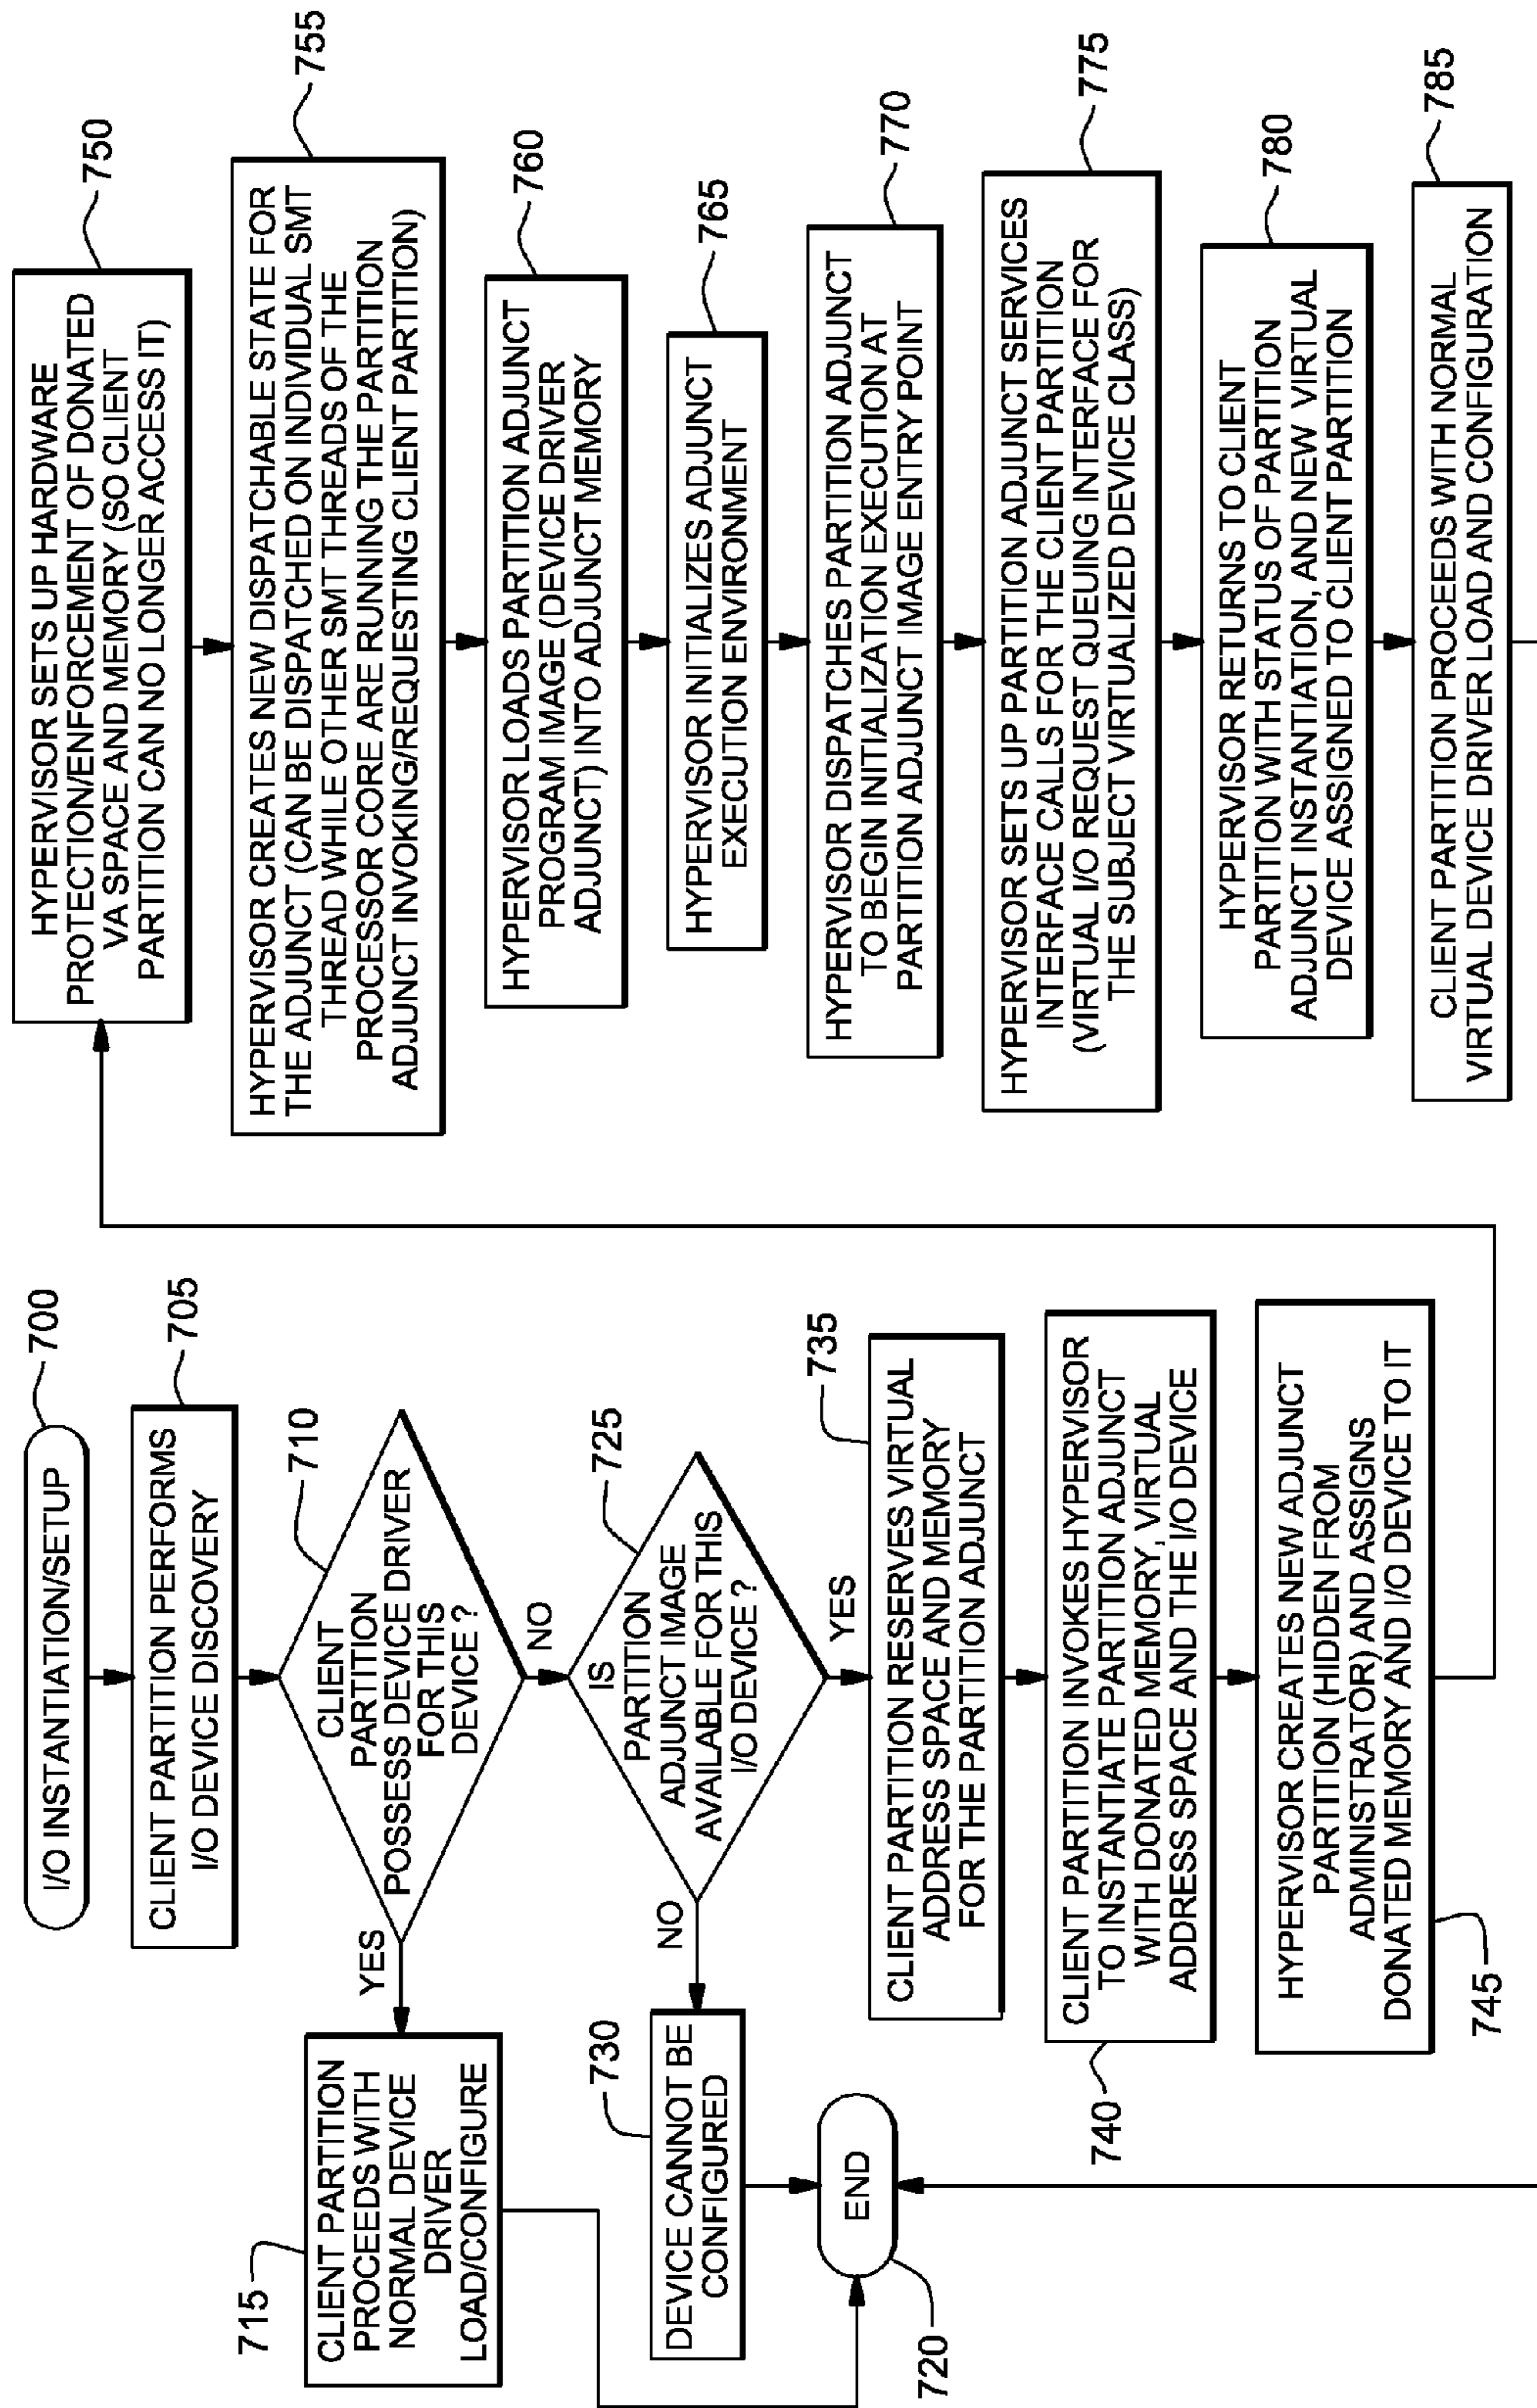 700
I/O INSTANTIATION/SETUP
705
CLIENT PARTITION PERFORMS
I/O DEVICE DISCOVERY
710
CLIENT
PARTITION
POSSESS DEVICE DRIVER
FOR THIS
DEVICE?
YES
NO
715
CLIENT PARTITION
PROCEEDS WITH
NORMAL DEVICE
DRIVER
LOAD/CONFIGURE
725
IS
PARTITION
ADJUNCT IMAGE
AVAILABLE FOR THIS
I/O DEVICE?
NO
YES
730
DEVICE CANNOT BE
CONFIGURED
END
720
735
CLIENT PARTITION RESERVES VIRTUAL
ADDRESS SPACE AND MEMORY
FOR THE PARTITION ADJUNCT
740
CLIENT PARTITION INVOKES HYPERVISOR
TO INSTANTIATE PARTITION ADJUNCT
WITH DONATED MEMORY, VIRTUAL
ADDRESS SPACE AND THE I/O DEVICE
745
HYPERVISOR CREATES NEW ADJUNCT
PARTITION (HIDDEN FROM
ADMINISTRATOR) AND ASSIGNS
DONATED MEMORY AND I/O DEVICE TO IT
750
HYPERVISOR SETS UP HARDWARE
PROTECTION/ENFORCEMENT OF DONATED
VA SPACE AND MEMORY (SO CLIENT
PARTITION CAN NO LONGER ACCESS IT)
755
HYPERVISOR CREATES NEW DISPATCHABLE STATE FOR
THE ADJUNCT (CAN BE DISPATCHED ON INDIVIDUAL SMT
THREAD WHILE OTHER SMT THREADS OF THE
PROCESSOR CORE ARE RUNNING THE PARTITION
ADJUNCT INVOKING/REQUESTING CLIENT PARTITION)
760
HYPERVISOR LOADS PARTITION ADJUNCT
PROGRAM IMAGE (DEVICE DRIVER
ADJUNCT) INTO ADJUNCT MEMORY
765
HYPERVISOR INITIALIZES ADJUNCT
EXECUTION ENVIRONMENT
770
HYPERVISOR DISPATCHES PARTITION ADJUNCT
TO BEGIN INITIALIZATION EXECUTION AT
PARTITION ADJUNCT IMAGE ENTRY POINT
775
HYPERVISOR SETS UP PARTITION ADJUNCT SERVICES
INTERFACE CALLS FOR THE CLIENT PARTITION
(VIRTUAL I/O REQUEST QUEUING INTERFACE FOR
THE SUBJECT VIRTUALIZED DEVICE CLASS)
780
HYPERVISOR RETURNS TO CLIENT
PARTITION WITH STATUS OF PARTITION
ADJUNCT INSTANTIATION, AND NEW VIRTUAL
DEVICE ASSIGNED TO CLIENT PARTITION
785
CLIENT PARTITION PROCEEDS WITH NORMAL
VIRTUAL DEVICE DRIVER LOAD AND CONFIGURATION